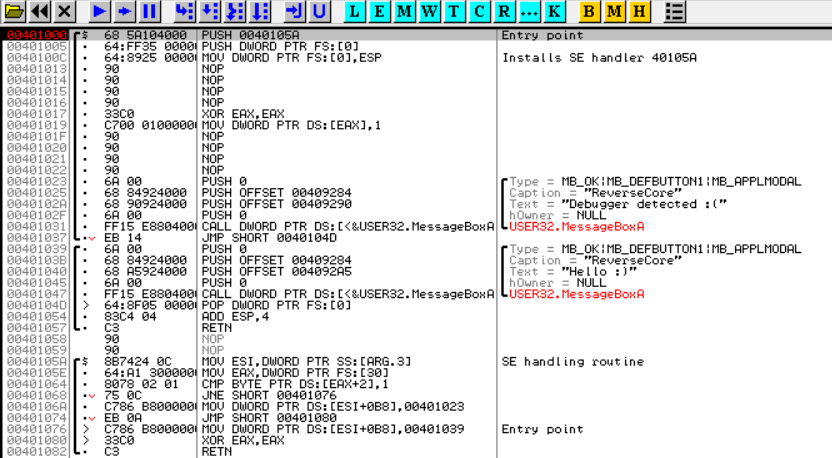 L E M W T C R ... K B M H
00401000 $ 68 5A104000 PUSH 0040105A Entry point
00401005 . 64:FF35 0000 PUSH DWORD PTR FS:[0]
0040100C . 64:8925 0000 MOV DWORD PTR FS:[0],ESP Installs SE handler 40105A
00401013 . 90 NOP
00401014 . 90 NOP
00401015 . 90 NOP
00401016 . 90 NOP
00401017 . 33C0 XOR EAX,EAX
00401019 . C700 01000000 MOV DWORD PTR DS:[EAX],1
0040101F . 90 NOP
00401020 . 90 NOP
00401021 . 90 NOP
00401022 . 90 NOP
00401023 . 6A 00 PUSH 0 Type = MB_OK|MB_DEFBUTTON1|MB_APPLMODAL
00401025 . 68 84924000 PUSH OFFSET 00409284 Caption = "ReverseCore"
0040102A . 68 90924000 PUSH OFFSET 00409290 Text = "Debugger detected :("
0040102F . 6A 00 PUSH 0 hOwner = NULL
00401031 . FF15 E8804000 CALL DWORD PTR DS:[<&USER32.MessageBoxA USER32.MessageBoxA
00401037 . EB 14 JMP SHORT 0040104D
00401039 . 6A 00 PUSH 0 Type = MB_OK|MB_DEFBUTTON1|MB_APPLMODAL
0040103B . 68 84924000 PUSH OFFSET 00409284 Caption = "ReverseCore"
00401040 . 68 A5924000 PUSH OFFSET 004092A5 Text = "Hello :)"
00401045 . 6A 00 PUSH 0 hOwner = NULL
00401047 . FF15 E8804000 CALL DWORD PTR DS:[<&USER32.MessageBoxA USER32.MessageBoxA
0040104D > 64:8F05 0000 POP DWORD PTR FS:[0]
00401054 . 83C4 04 ADD ESP,4
00401057 . C3 RETN
00401058 90 NOP
00401059 90 NOP
0040105A $ 8B7424 0C MOV ESI,DWORD PTR SS:[ARG.3] SE handling routine
0040105E . 64:A1 3000000 MOV EAX,DWORD PTR FS:[30]
00401064 . 8078 02 01 CMP BYTE PTR DS:[EAX+2],1
00401068 . 75 0C JNE SHORT 00401076
0040106A . C786 B8000000 MOV DWORD PTR DS:[ESI+0B8],00401023
00401074 . EB 0A JMP SHORT 00401080
00401076 > C786 B8000000 MOV DWORD PTR DS:[ESI+0B8],00401039 Entry point
00401080 > 33C0 XOR EAX,EAX
00401082 . C3 RETN